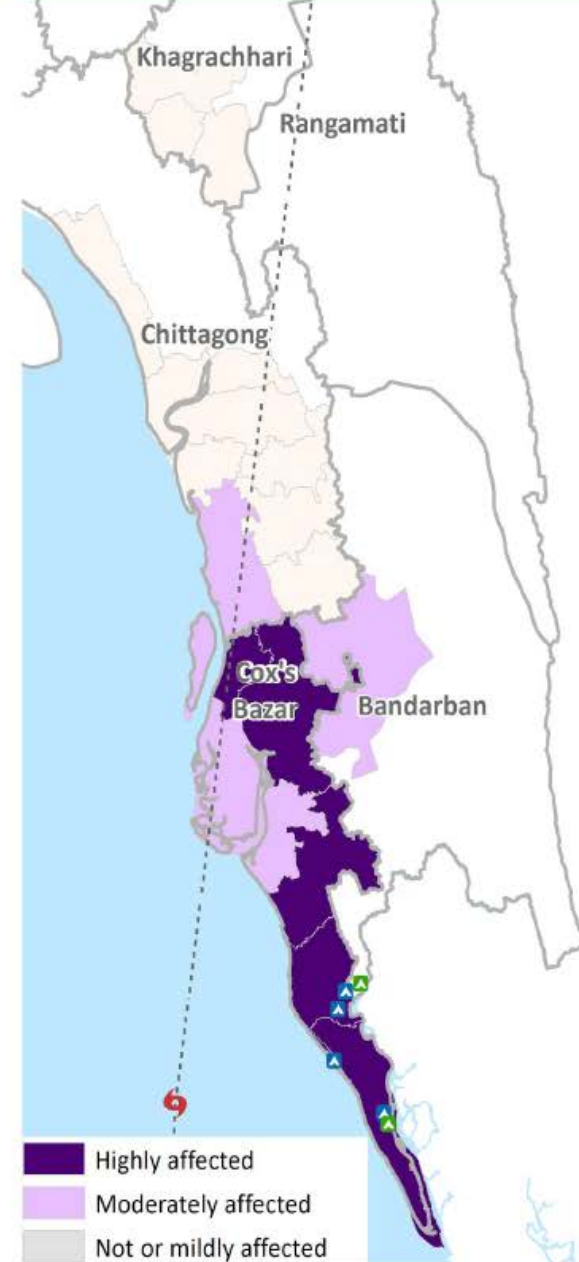 Khagrachhari
Rangamati
Chittagong
Cox's
Bazar
Bandarban
Highly affected
Moderately affected
Not or mildly affected